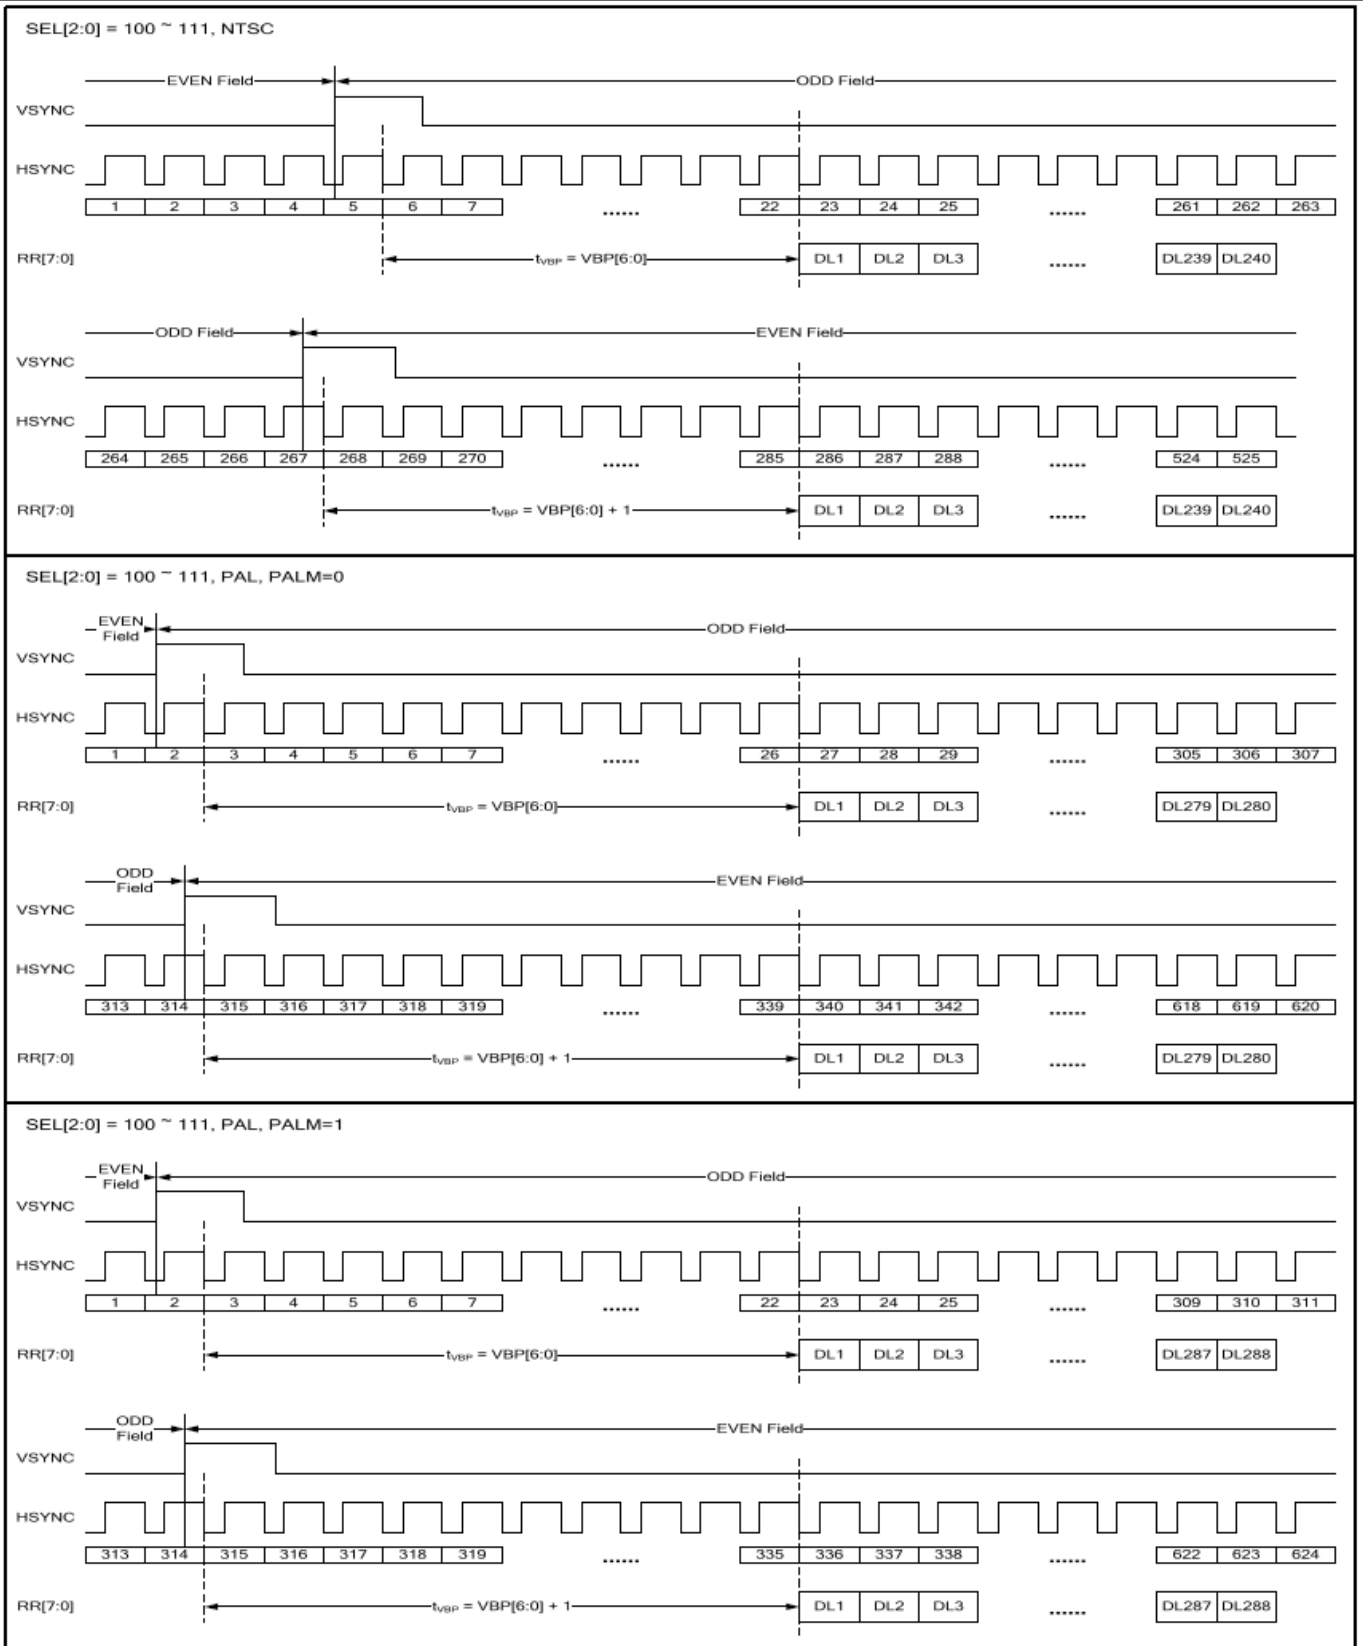 SEL[2:0] = 100 ~ 111, NTSC
EVEN Field ODD Field
VSYNC
HSYNC
1 2 3 4 5 6 7 ...... 22 23 24 25 ...... 261 262 263
RR[7:0] tVBP = VBP[6:0] DL1 DL2 DL3 ...... DL239 DL240
ODD Field EVEN Field
VSYNC
HSYNC
264 265 266 267 268 269 270 ...... 285 286 287 288 ...... 524 525
RR[7:0] tVBP = VBP[6:0] + 1 DL1 DL2 DL3 ...... DL239 DL240
SEL[2:0] = 100 ~ 111, PAL, PALM=0
EVEN Field ODD Field
VSYNC
HSYNC
1 2 3 4 5 6 7 ...... 26 27 28 29 ...... 305 306 307
RR[7:0] tVBP = VBP[6:0] DL1 DL2 DL3 ...... DL279 DL280
ODD Field EVEN Field
VSYNC
HSYNC
313 314 315 316 317 318 319 ...... 339 340 341 342 ...... 618 619 620
RR[7:0] tVBP = VBP[6:0] + 1 DL1 DL2 DL3 ...... DL279 DL280
SEL[2:0] = 100 ~ 111, PAL, PALM=1
EVEN Field ODD Field
VSYNC
HSYNC
1 2 3 4 5 6 7 ...... 22 23 24 25 ...... 309 310 311
RR[7:0] tVBP = VBP[6:0] DL1 DL2 DL3 ...... DL287 DL288
ODD Field EVEN Field
VSYNC
HSYNC
313 314 315 316 317 318 319 ...... 335 336 337 338 ...... 622 623 624
RR[7:0] tVBP = VBP[6:0] + 1 DL1 DL2 DL3 ...... DL287 DL288